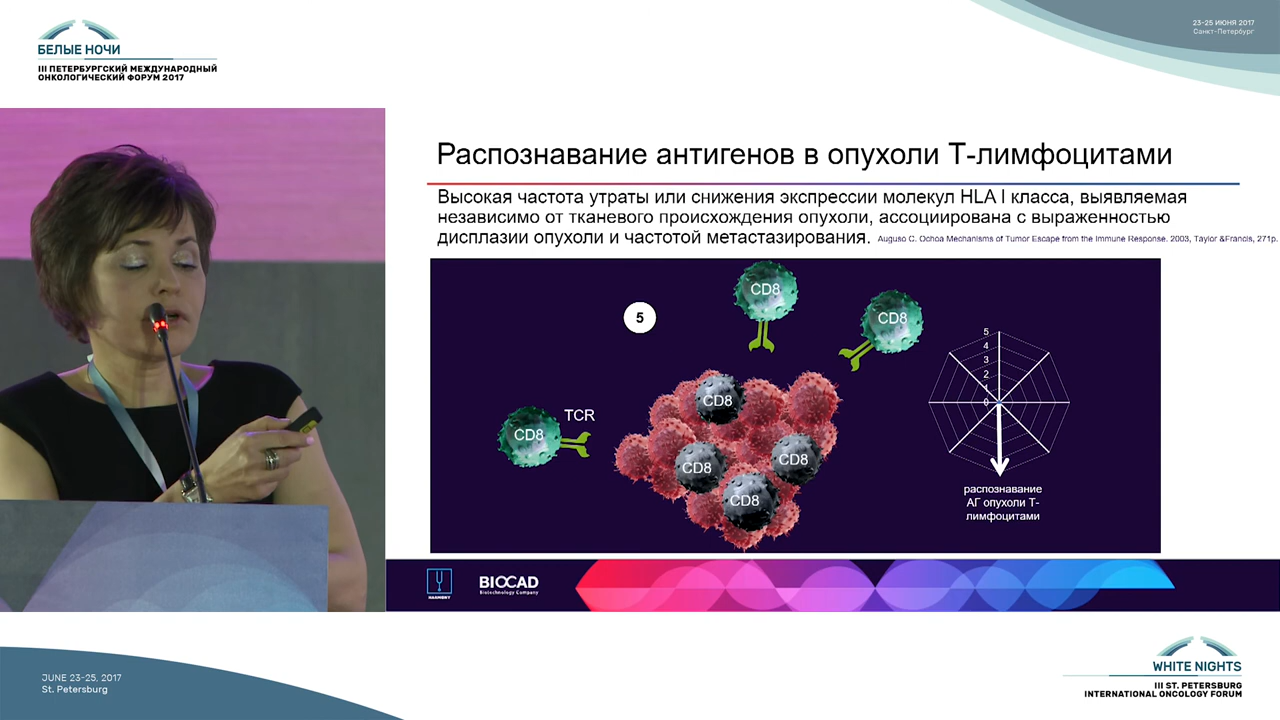 БЕЛЫЕ НОЧИ
III ПЕТЕРБУРГСКИЙ МЕЖДУНАРОДНЫЙ
ОНКОЛОГИЧЕСКИЙ ФОРУМ 2017
23-25 ИЮНЯ 2017
Санкт-Петербург
Распознавание антигенов в опухоли Т-лимфоцитами
Высокая частота утраты или снижения экспрессии молекул HLA I класса, выявляемая
независимо от тканевого происхождения опухоли, ассоциирована с выраженностью
дисплазии опухоли и частотой метастазирования. Auguso C. Ochoa Mechanisms of Tumor Escape from the Immune Response. 2003, Taylor &Francis, 271p.
5
CD8
CD8
TCR
CD8
CD8
CD8
CD8
CD8
5
4
3
2
1
0
распознавание
АГ опухоли Т-
лимфоцитами
HARMONY
BIOCAD
Biotechnology Company
JUNE 23-25, 2017
St. Petersburg
WHITE NIGHTS
III ST. PETERSBURG
INTERNATIONAL ONCOLOGY FORUM